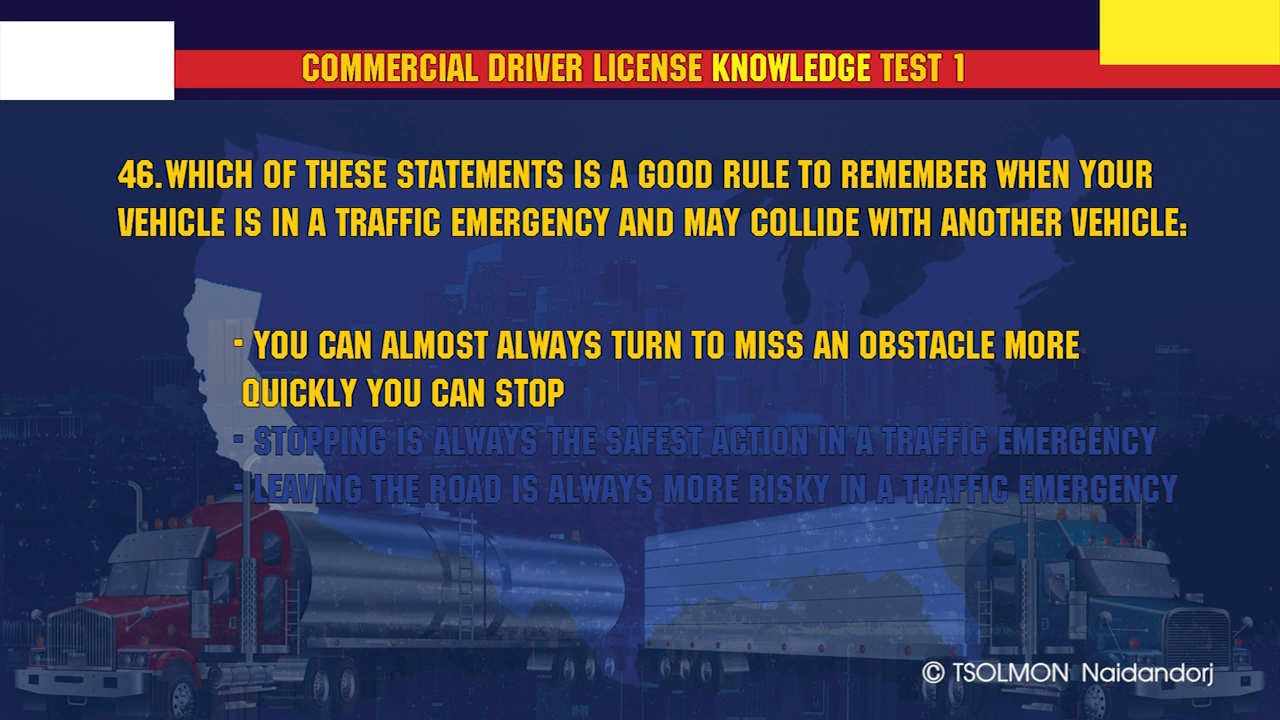 COMMERCIAL DRIVER LICENSE KNOWLEDGE TEST 1
46.WHICH OF THESE STATEMENTS IS A GOOD RULE TO REMEMBER WHEN YOUR
VEHICLE IS IN A TRAFFIC EMERGENCY AND MAY COLLIDE WITH ANOTHER VEHICLE:
- YOU CAN ALMOST ALWAYS TURN TO MISS AN OBSTACLE MORE
QUICKLY YOU CAN STOP
- STOPPING IS ALWAYS THE SAFEST ACTION IN A TRAFFIC EMERGENCY
- LEAVING THE ROAD IS ALWAYS MORE RISKY IN A TRAFFIC EMERGENCY
© TSOLMON Naidandorj